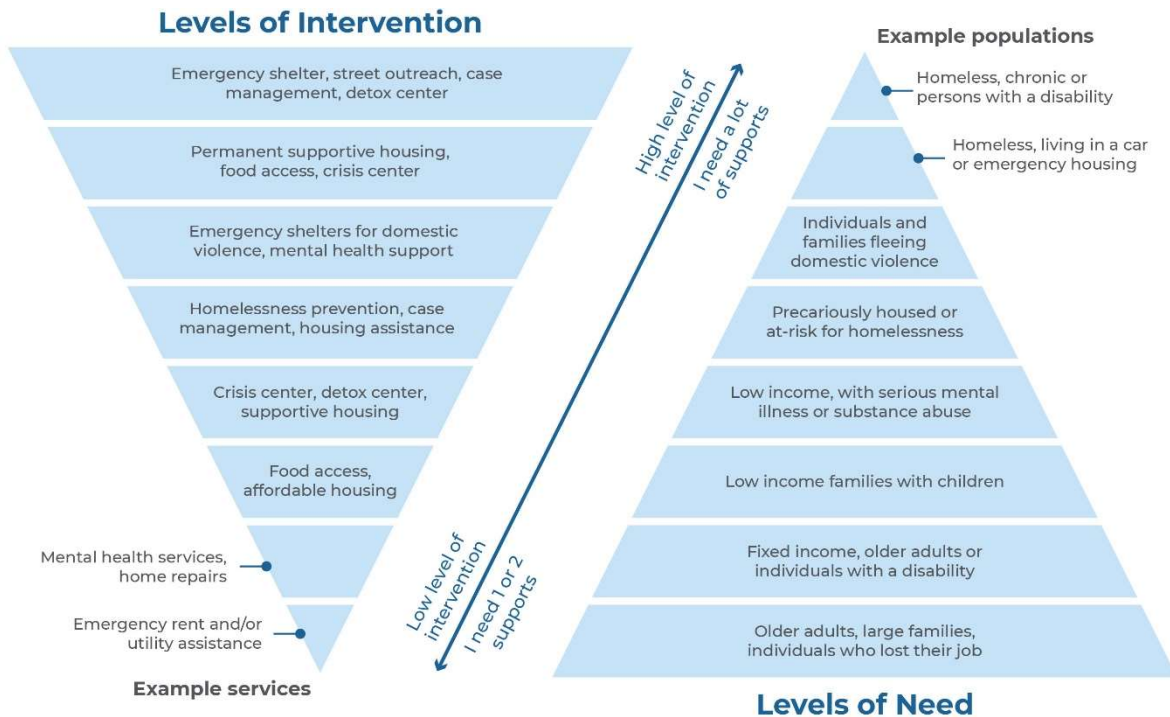 Levels of Intervention
Emergency shelter, street outreach, case
management, detox center
Permanent supportive housing,
food access, crisis center
Emergency shelters for domestic
violence, mental health support
Homelessness prevention, case
management, housing assistance
Crisis center, detox center,
supportive housing
Food access,
affordable housing
Mental health services,
home repairs
Emergency rent and/or
utility assistance
Example services
High level of
intervention
I need a lot
of supports
Low level of
intervention
I need 1 or 2
supports
Example populations
Homeless, chronic or
persons with a disability
Homeless, living in a car
or emergency housing
Individuals and
families fleeing
domestic violence
Precariously housed or
at-risk for homelessness
Low income, with serious mental
illness or substance abuse
Low income families with children
Fixed income, older adults or
individuals with a disability
Older adults, large families,
individuals who lost their job
Levels of Need